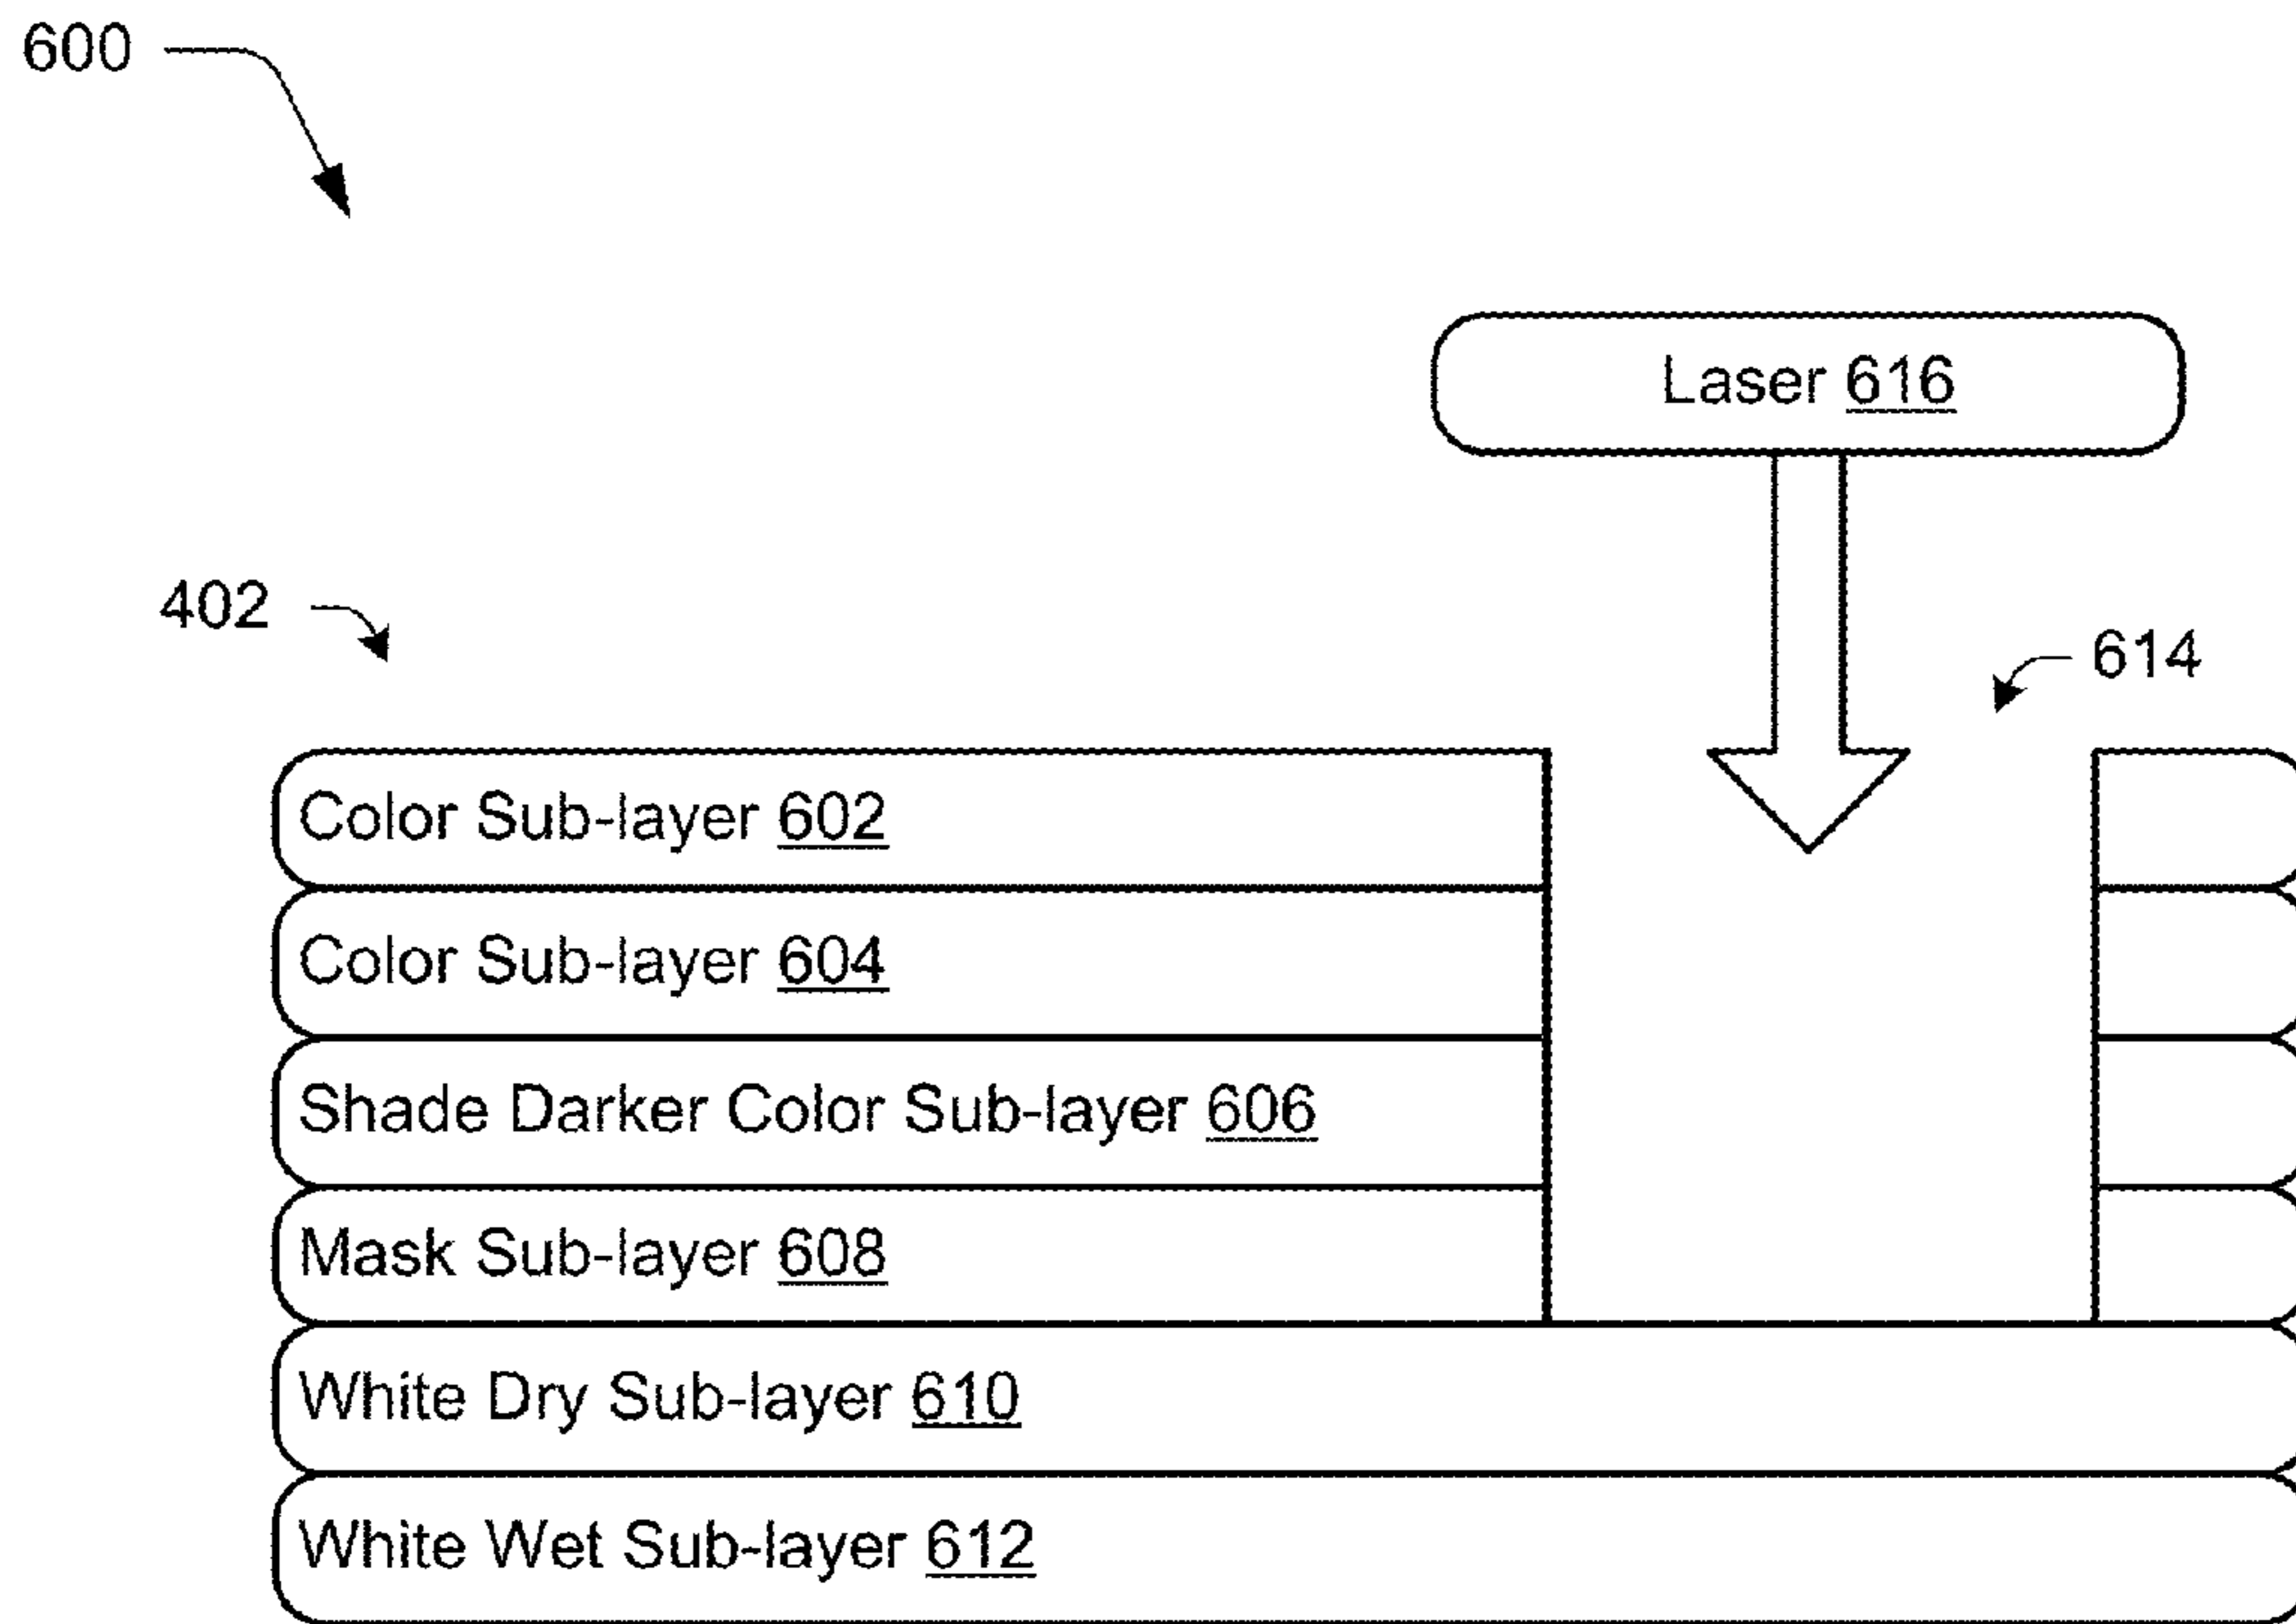 600
Laser 616
402
614
Color Sub-layer 602
Color Sub-layer 604
Shade Darker Color Sub-layer 606
Mask Sub-layer 608
White Dry Sub-layer 610
White Wet Sub-layer 612